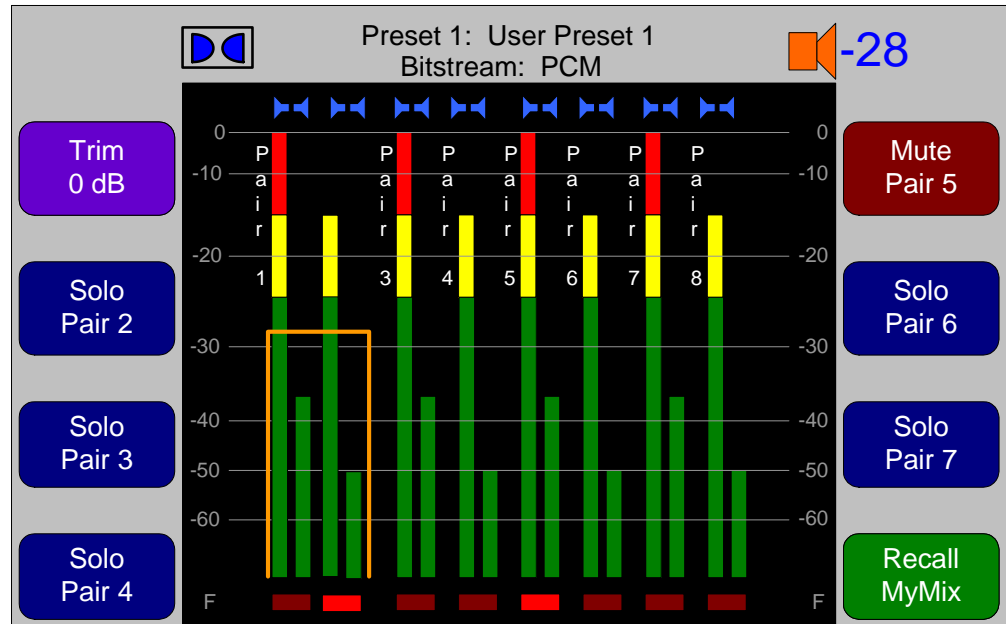 Preset 1: User Preset 1
Bitstream: PCM
-28
Trim
0 dB
Solo
Pair 2
Solo
Pair 3
Solo
Pair 4
0
-10
-20
-30
-40
-50
-60
F
Pair 1
Pair 3
Pair 4
Pair 5
Pair 6
Pair 7
Pair 8
0
-10
-20
-30
-40
-50
-60
F
Mute
Pair 5
Solo
Pair 6
Solo
Pair 7
Recall
MyMix